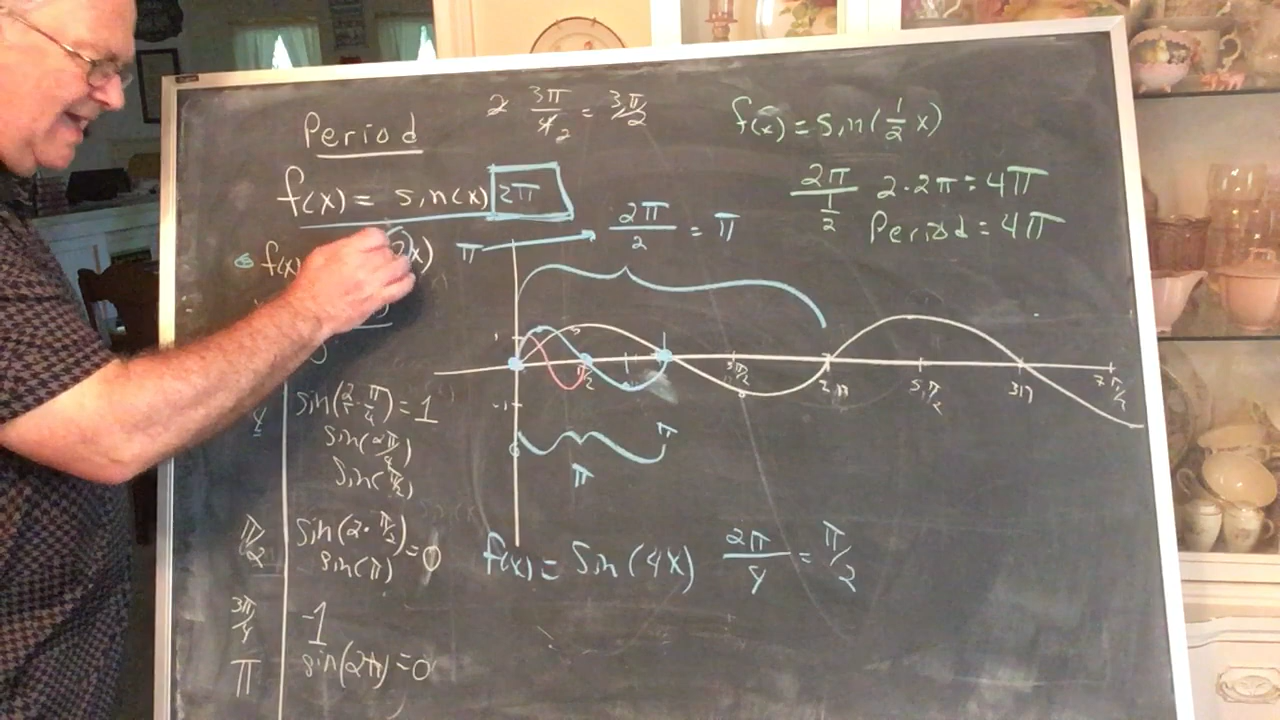 Period
2 3π/4 2 = 3π/2
f(x) = sin(1/2 x)
f(x) = sin(x) 2π
2π / 1/2 2·2π = 4π
Period = 4π
f(x 2x) π 2π/2 = π
1
π/2 3π/2 2π 5π/2 3π 7π/2
-1
sin(2/1·π/4) = 1
sin(2π/4)
sin(π/2)
π
π
π/2 sin(2·π/2) = 0
sin(π)
f(x) = Sin(4x) 2π/4 = π/2
3π/4 -1
π sin(2π) = 0